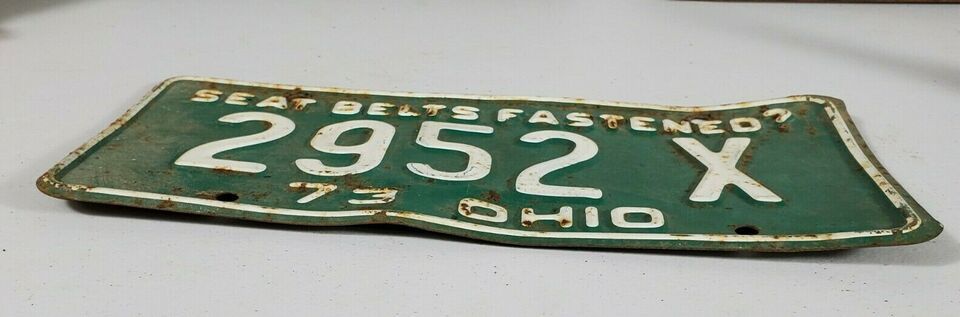 SEAT BELTS FASTENED?
2952 X
73 OHIO